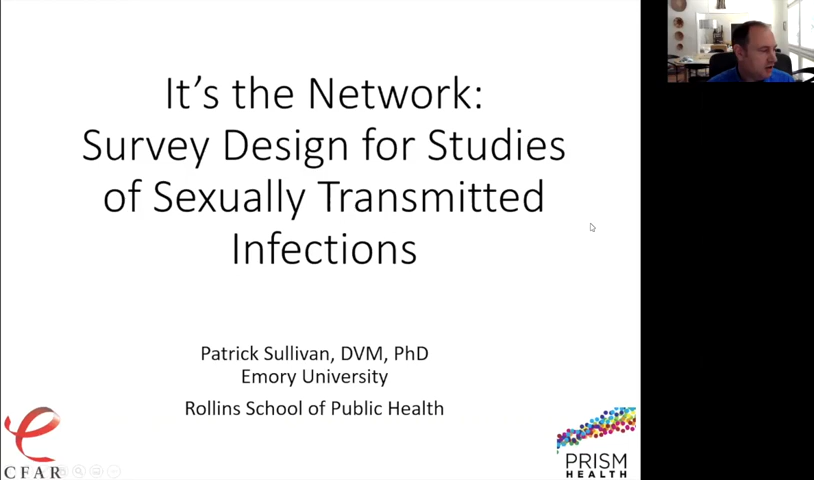 It's the Network:
Survey Design for Studies
of Sexually Transmitted
Infections
Patrick Sullivan, DVM, PhD
Emory University
Rollins School of Public Health
CFAR
PRISM
HEALTH